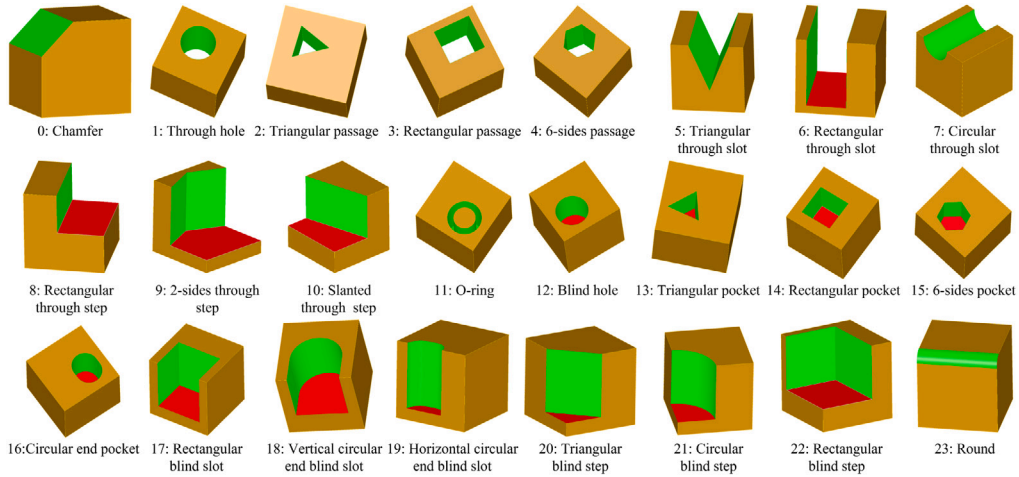 0: Chamfer
1: Through hole
2: Triangular passage
3: Rectangular passage
4: 6-sides passage
5: Triangular
through slot
6: Rectangular
through slot
7: Circular
through slot
8: Rectangular
through step
9: 2-sides through
step
10: Slanted
through step
11: O-ring
12: Blind hole
13: Triangular pocket
14: Rectangular pocket
15: 6-sides pocket
16:Circular end pocket
17: Rectangular
blind slot
18: Vertical circular
end blind slot
19: Horizontal circular
end blind slot
20: Triangular
blind step
21: Circular
blind step
22: Rectangular
blind step
23: Round